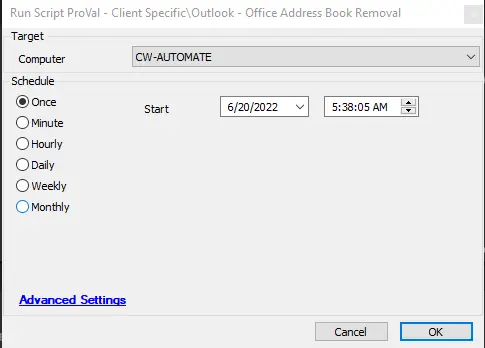 Run Script ProVal - Client Specific\Outlook - Office Address Book Removal
Target
Computer CW-AUTOMATE
Schedule
Once Start 6/20/2022 5:38:05 AM
Minute
Hourly
Daily
Weekly
Monthly
Advanced Settings
Cancel OK